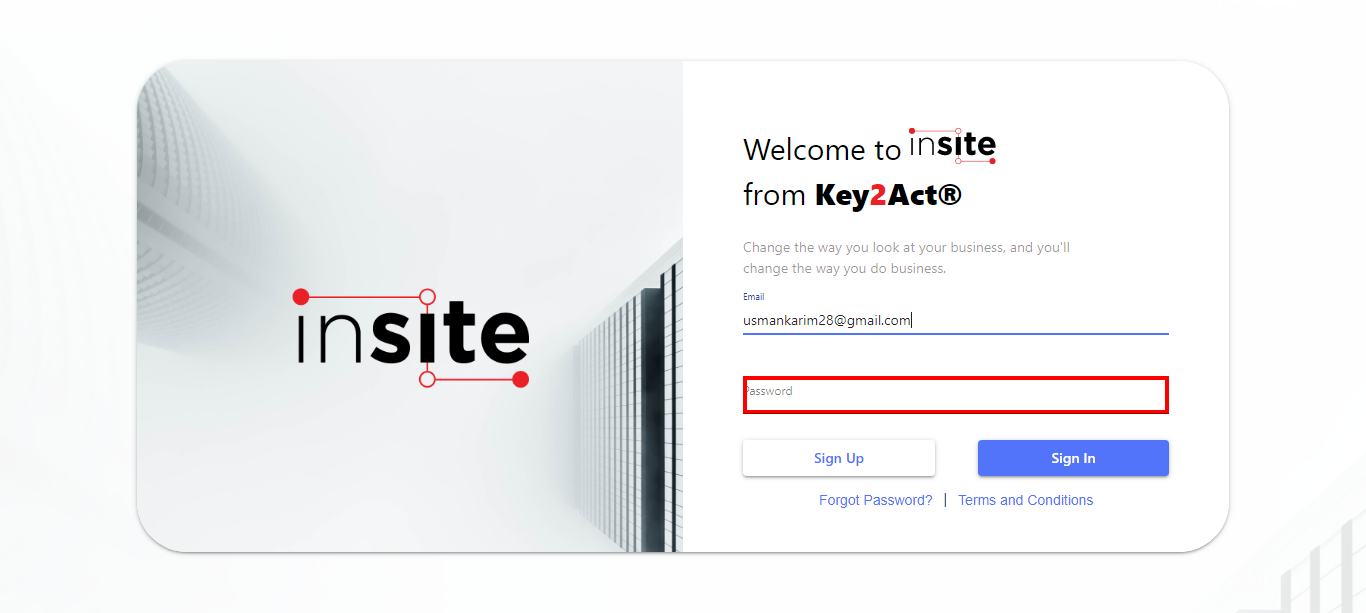 insite
Welcome to insite
from Key2Act®
Change the way you look at your business, and you'll
change the way you do business.
Email
usmankarim28@gmail.com
Password
Sign Up
Sign In
Forgot Password? | Terms and Conditions